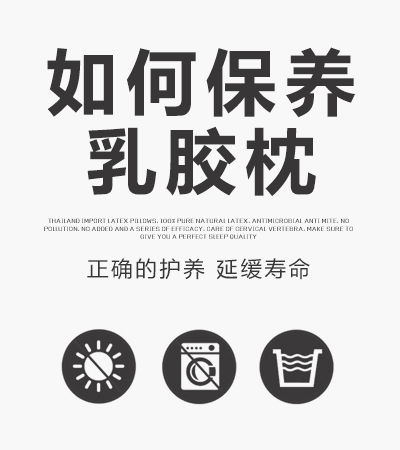 如何保养
乳胶枕
THAILAND IMPORT LATEX PILLOWS, 100% PURE NATURAL LATEX, ANTIMICROBIAL ANTI MITE, NO
POLLUTION, NO ADDED AND A SERIES OF EFFICACY, CARE OF CERVICAL VERTEBRA, MAKE SURE TO
GIVE YOU A PERFECT SLEEP QUALITY
正确的护养 延缓寿命